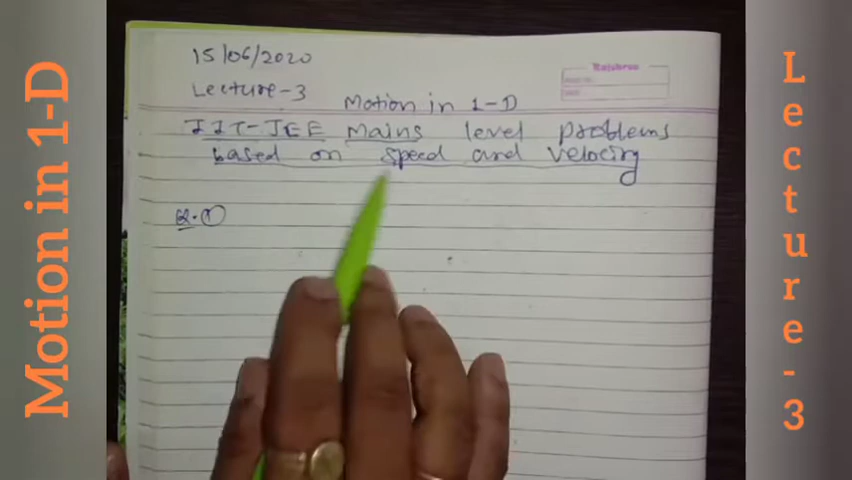 Motion in 1-D
15/06/2020
Lecture-3
Rajshree
Motion in 1-D
IIT-JEE Mains level problems
based on speed and velocity
Q.1
Lecture-3